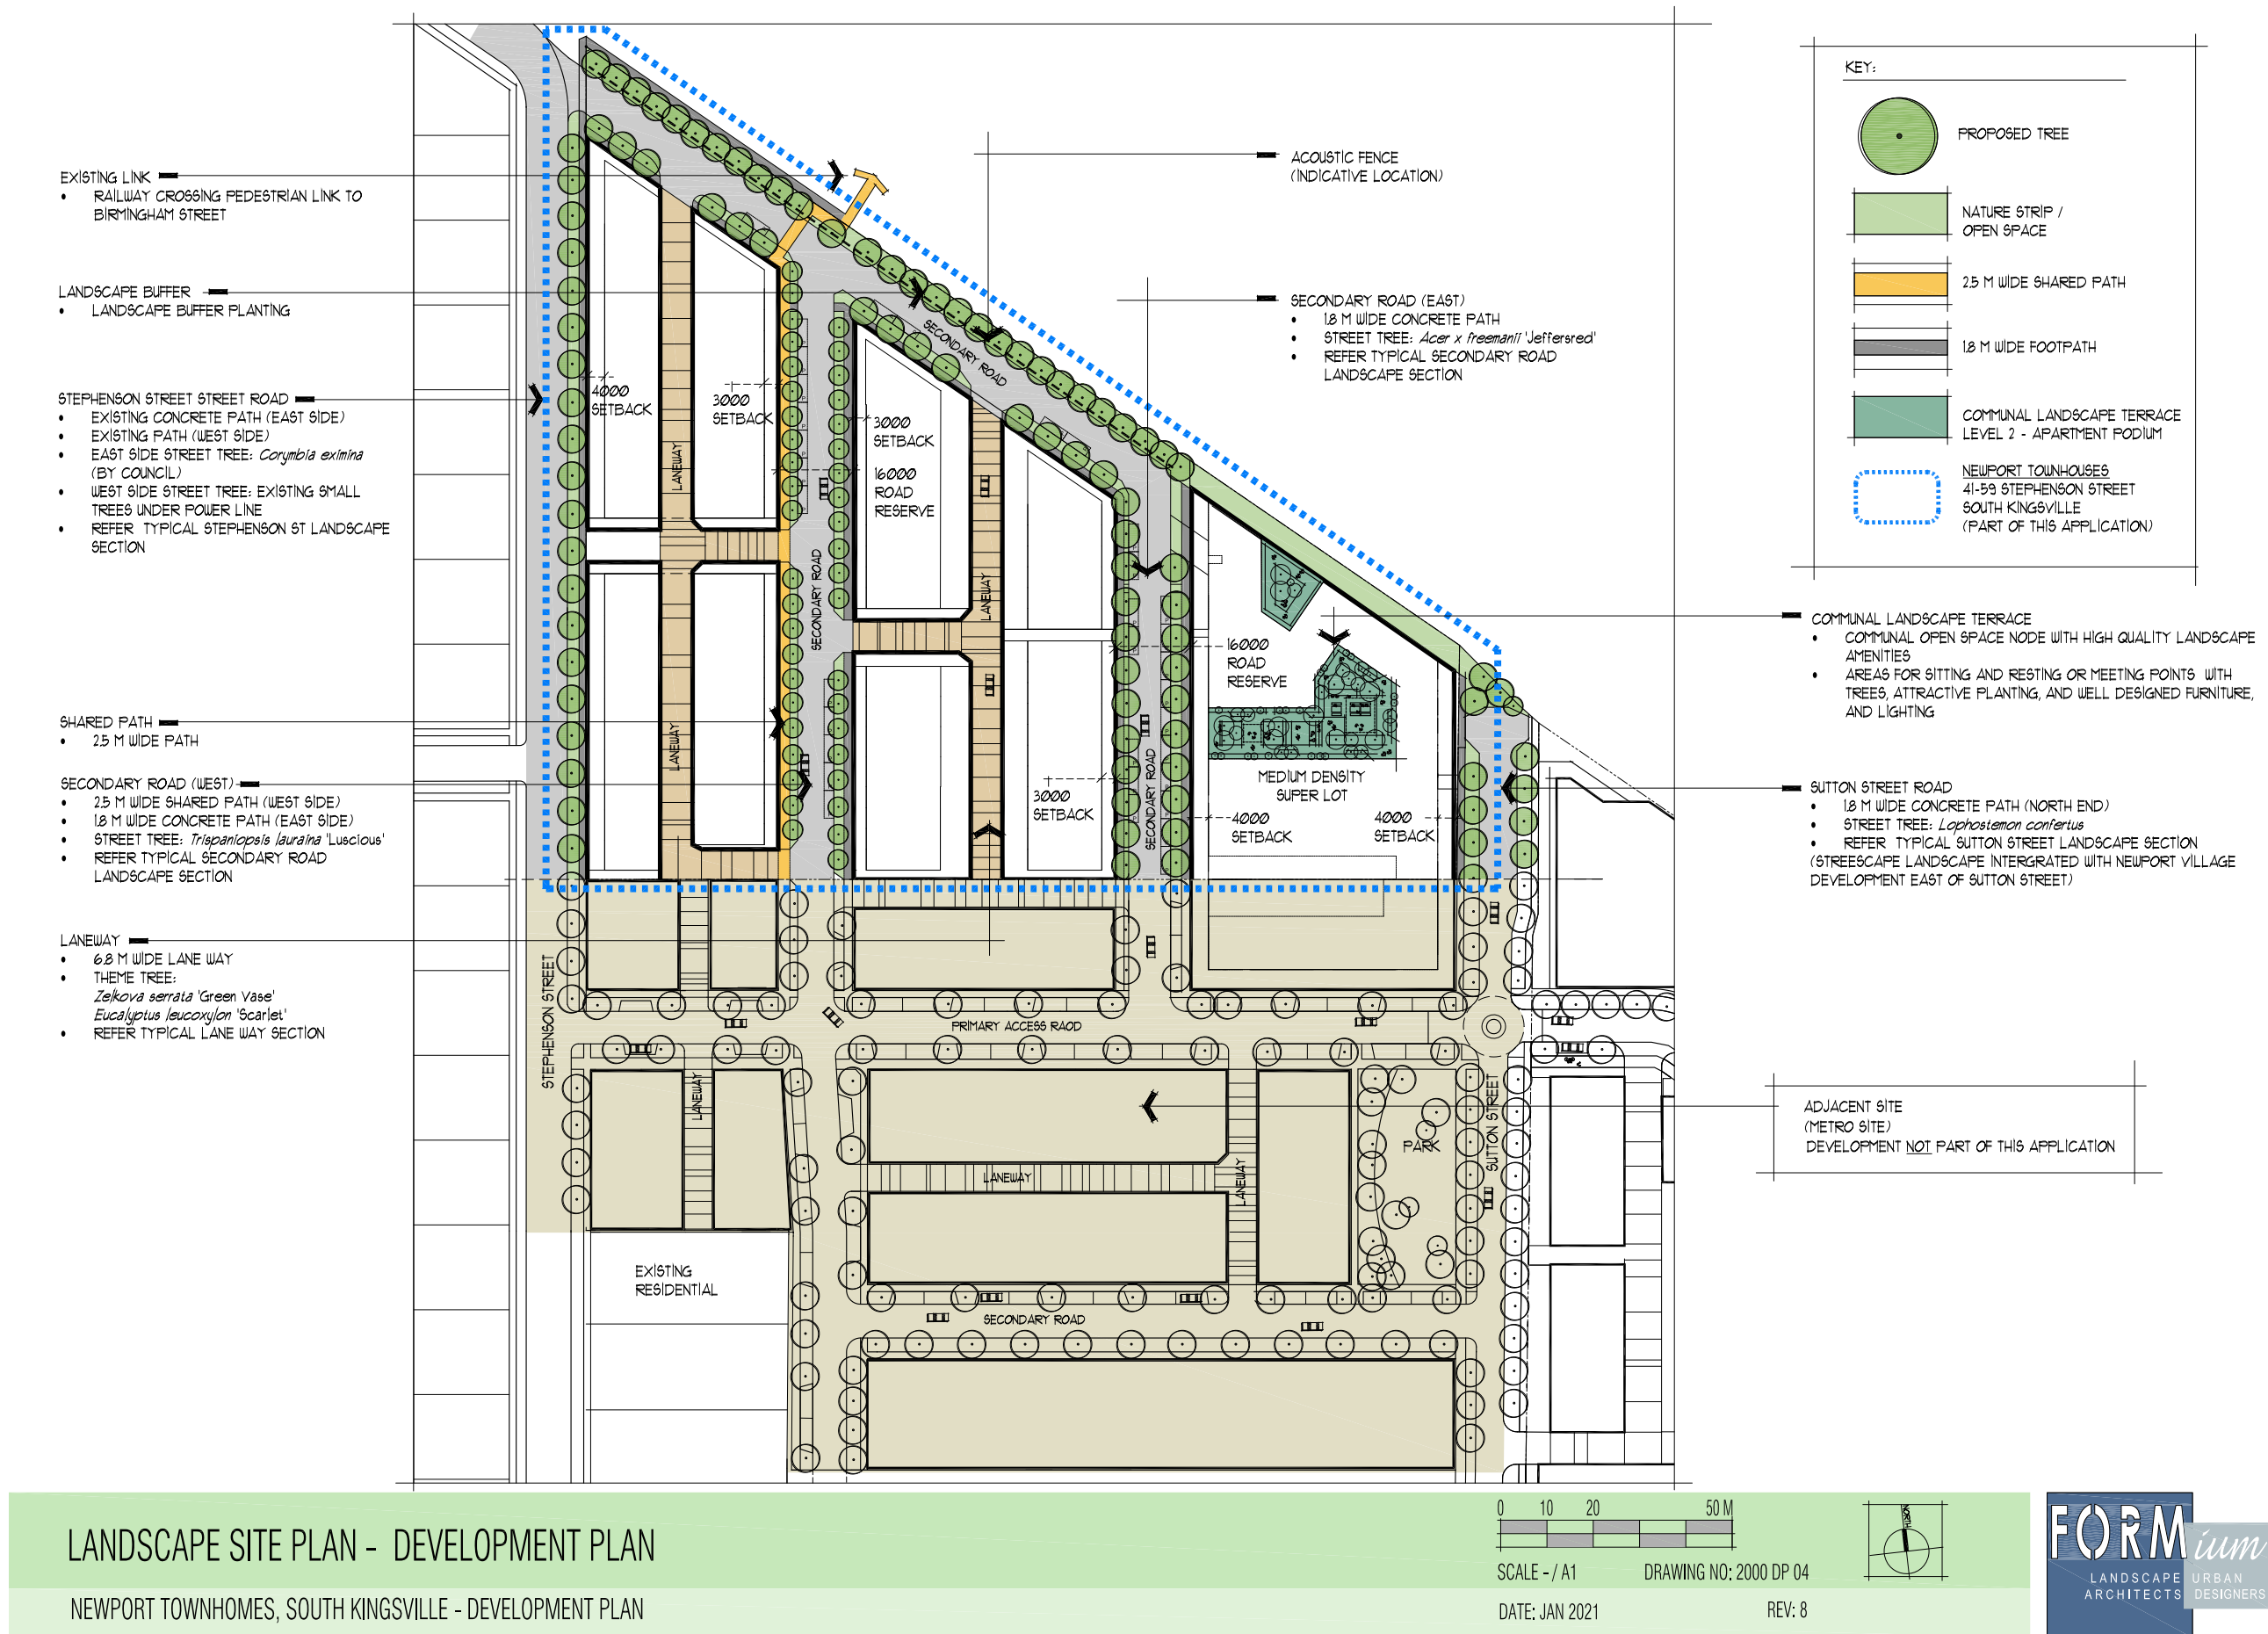 EXISTING LINK
• RAILWAY CROSSING PEDESTRIAN LINK TO
BIRMINGHAM STREET
LANDSCAPE BUFFER
• LANDSCAPE BUFFER PLANTING
STEPHENSON STREET STREET ROAD
• EXISTING CONCRETE PATH (EAST SIDE)
• EXISTING PATH (WEST SIDE)
• EAST SIDE STREET TREE: Corymbia eximina
(BY COUNCIL)
• WEST SIDE STREET TREE: EXISTING SMALL
TREES UNDER POWER LINE
• REFER TYPICAL STEPHENSON ST LANDSCAPE
SECTION
SHARED PATH
• 2.5 M WIDE PATH
SECONDARY ROAD (WEST)
• 2.5 M WIDE SHARED PATH (WEST SIDE)
• 1.8 M WIDE CONCRETE PATH (EAST SIDE)
• STREET TREE: Trispaniopsis lauraina 'Luscious'
• REFER TYPICAL SECONDARY ROAD
LANDSCAPE SECTION
LANEWAY
• 6.8 M WIDE LANE WAY
• THEME TREE:
Zelkova serrata 'Green Vase'
Eucalyptus leucoxylon 'Scarlet'
• REFER TYPICAL LANE WAY SECTION
ACOUSTIC FENCE
(INDICATIVE LOCATION)
SECONDARY ROAD (EAST)
• 1.8 M WIDE CONCRETE PATH
• STREET TREE: Acer x freemanii 'Jeffersred'
• REFER TYPICAL SECONDARY ROAD
LANDSCAPE SECTION
SECONDARY ROAD
4000
SETBACK
3000
SETBACK
3000
SETBACK
16000
ROAD
RESERVE
LANEWAY
LANEWAY
SECONDARY ROAD
LANEWAY
16000
ROAD
RESERVE
SECONDARY ROAD
MEDIUM DENSITY
SUPER LOT
3000
SETBACK
4000
SETBACK
4000
SETBACK
STEPHENSON STREET
PRIMARY ACCESS RAOD
LANEWAY
LANEWAY
LANEWAY
PARK
SUTTON STREET
EXISTING
RESIDENTIAL
SECONDARY ROAD
KEY:
PROPOSED TREE
NATURE STRIP /
OPEN SPACE
2.5 M WIDE SHARED PATH
1.8 M WIDE FOOTPATH
COMMUNAL LANDSCAPE TERRACE
LEVEL 2 - APARTMENT PODIUM
NEWPORT TOWNHOUSES
41-59 STEPHENSON STREET
SOUTH KINGSVILLE
(PART OF THIS APPLICATION)
COMMUNAL LANDSCAPE TERRACE
• COMMUNAL OPEN SPACE NODE WITH HIGH QUALITY LANDSCAPE
AMENITIES
• AREAS FOR SITTING AND RESTING OR MEETING POINTS WITH
TREES, ATTRACTIVE PLANTING, AND WELL DESIGNED FURNITURE,
AND LIGHTING
SUTTON STREET ROAD
• 1.8 M WIDE CONCRETE PATH (NORTH END)
• STREET TREE: Lophostemon confertus
• REFER TYPICAL SUTTON STREET LANDSCAPE SECTION
(STREESCAPE LANDSCAPE INTERGRATED WITH NEWPORT VILLAGE
DEVELOPMENT EAST OF SUTTON STREET)
ADJACENT SITE
(METRO SITE)
DEVELOPMENT NOT PART OF THIS APPLICATION
LANDSCAPE SITE PLAN - DEVELOPMENT PLAN
NEWPORT TOWNHOMES, SOUTH KINGSVILLE - DEVELOPMENT PLAN
0 10 20 50 M
SCALE - / A1
DRAWING NO: 2000 DP 04
DATE: JAN 2021
REV: 8
NORTH
FORMium
LANDSCAPE URBAN
ARCHITECTS DESIGNERS